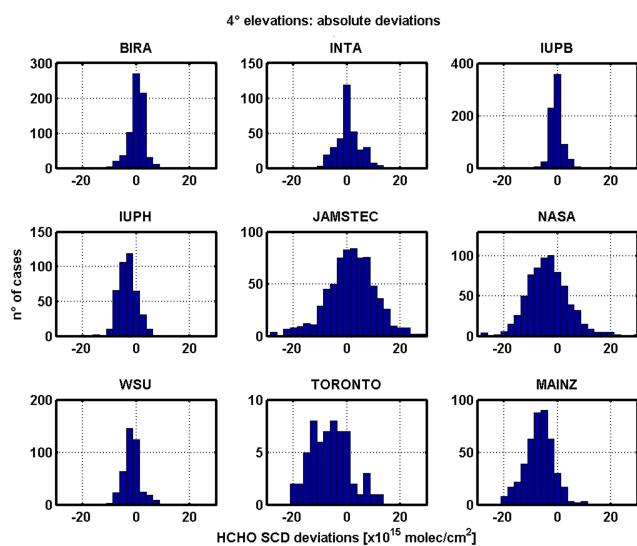 4° elevations: absolute deviations
BIRA
INTA
IUPB
300
200
100
0
-20 0 20
150
100
50
0
-20 0 20
400
200
0
-20 0 20
IUPH
JAMSTEC
NASA
n° of cases
150
100
50
0
-20 0 20
100
50
0
-20 0 20
100
50
0
-20 0 20
WSU
TORONTO
MAINZ
200
100
0
-20 0 20
10
5
0
-20 0 20
100
50
0
-20 0 20
HCHO SCD deviations [x10¹⁵ molec/cm²]